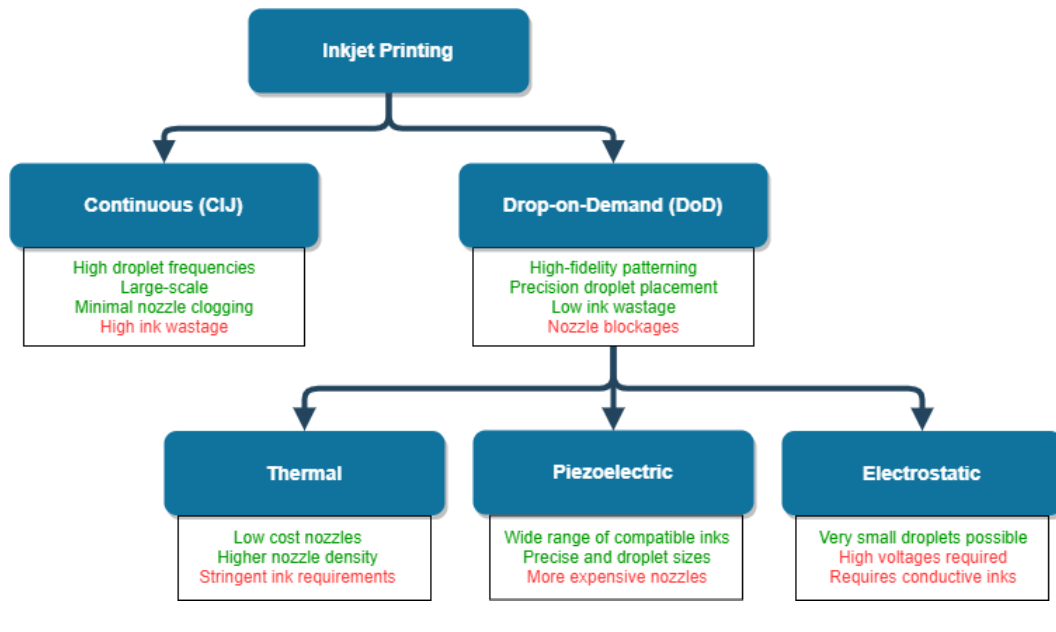 Inkjet Printing
Continuous (CIJ)
High droplet frequencies
Large-scale
Minimal nozzle clogging
High ink wastage
Drop-on-Demand (DoD)
High-fidelity patterning
Precision droplet placement
Low ink wastage
Nozzle blockages
Thermal
Low cost nozzles
Higher nozzle density
Stringent ink requirements
Piezoelectric
Wide range of compatible inks
Precise and droplet sizes
More expensive nozzles
Electrostatic
Very small droplets possible
High voltages required
Requires conductive inks